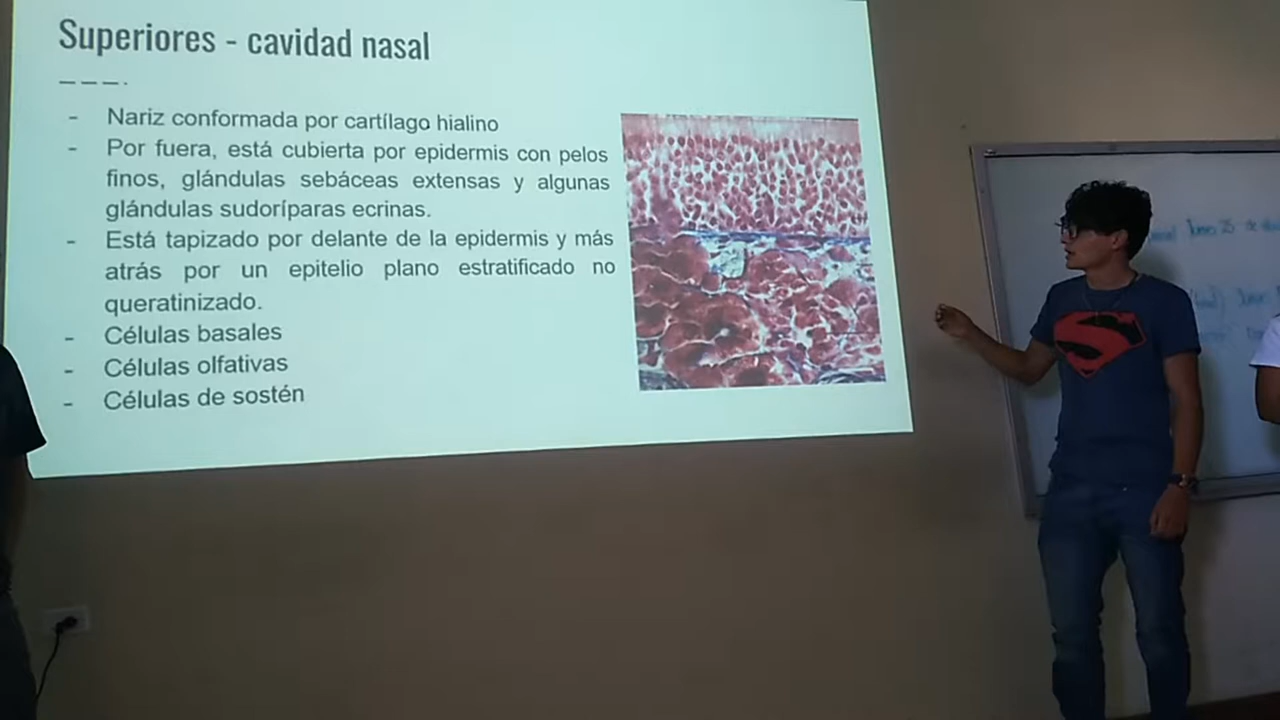 Superiores - cavidad nasal
- Nariz conformada por cartílago hialino
- Por fuera, está cubierta por epidermis con pelos
finos, glándulas sebáceas extensas y algunas
glándulas sudoríparas ecrinas.
- Está tapizado por delante de la epidermis y más
atrás por un epitelio plano estratificado no
queratinizado.
- Células basales
- Células olfativas
- Células de sostén